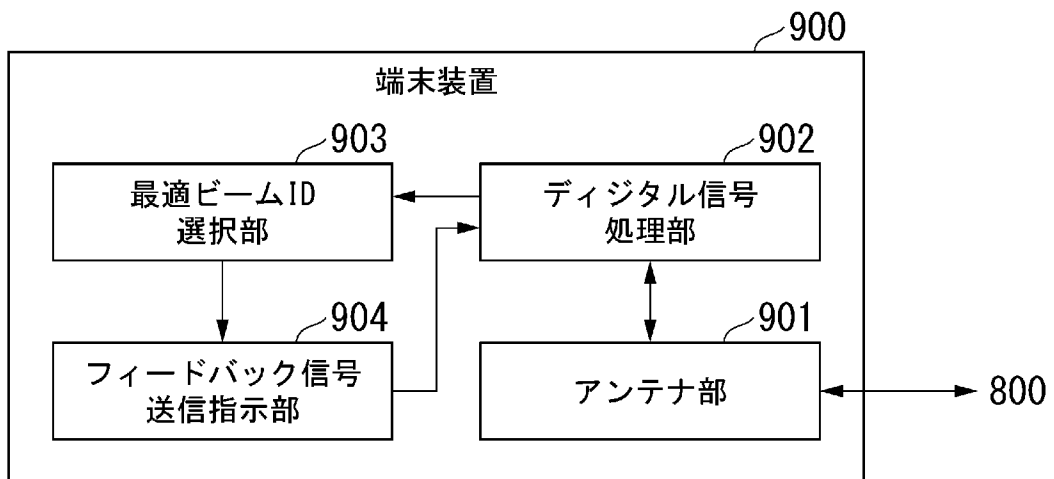 900
端末装置
903
最適ビームID
選択部
902
ディジタル信号
処理部
904
フィードバック信号
送信指示部
901
アンテナ部
800